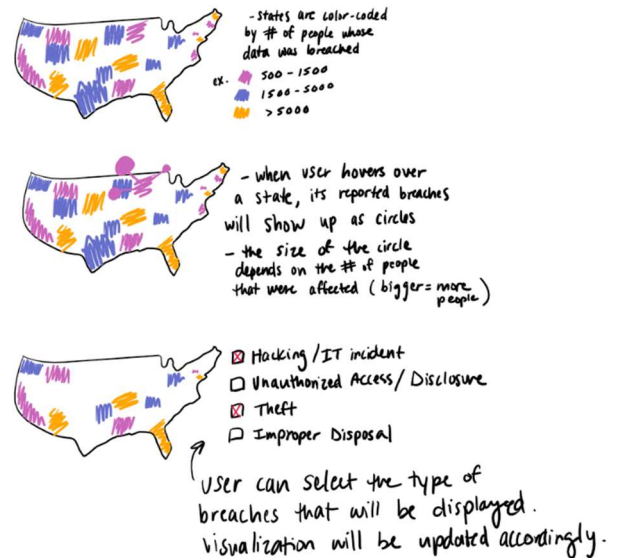 - States are color-coded
by # of people whose
data was breached
ex. 500 - 1500
1500 - 5000
> 5000
- when user hovers over
a state, its reported breaches
will show up as circles
- the size of the circle
depends on the # of people
that were affected (bigger = more people)
☒ Hacking/IT incident
☐ Unauthorized Access/Disclosure
☒ Theft
☐ Improper Disposal
user can select the type of
breaches that will be displayed.
Visualization will be updated accordingly.